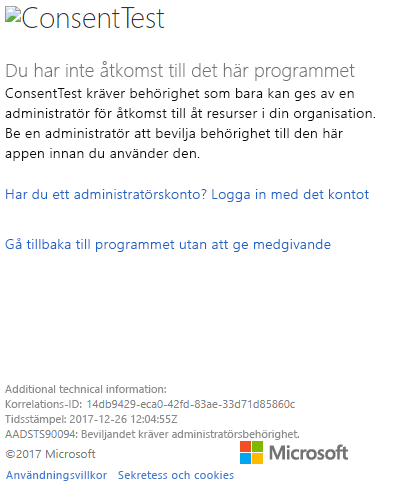 ConsentTest
Du har inte åtkomst till det här programmet
ConsentTest kräver behörighet som bara kan ges av en
administratör för åtkomst till åt resurser i din organisation.
Be en administratör att bevilja behörighet till den här
appen innan du använder den.
Har du ett administratörskonto? Logga in med det kontot
Gå tillbaka till programmet utan att ge medgivande
Additional technical information:
Korrelations-ID: 14db9429-eca0-42fd-83ae-33d71d85860c
Tidsstämpel: 2017-12-26 12:04:55Z
AADSTS90094: Beviljandet kräver administratörsbehörighet.
©2017 Microsoft
Microsoft
Användningsvillkor Sekretess och cookies